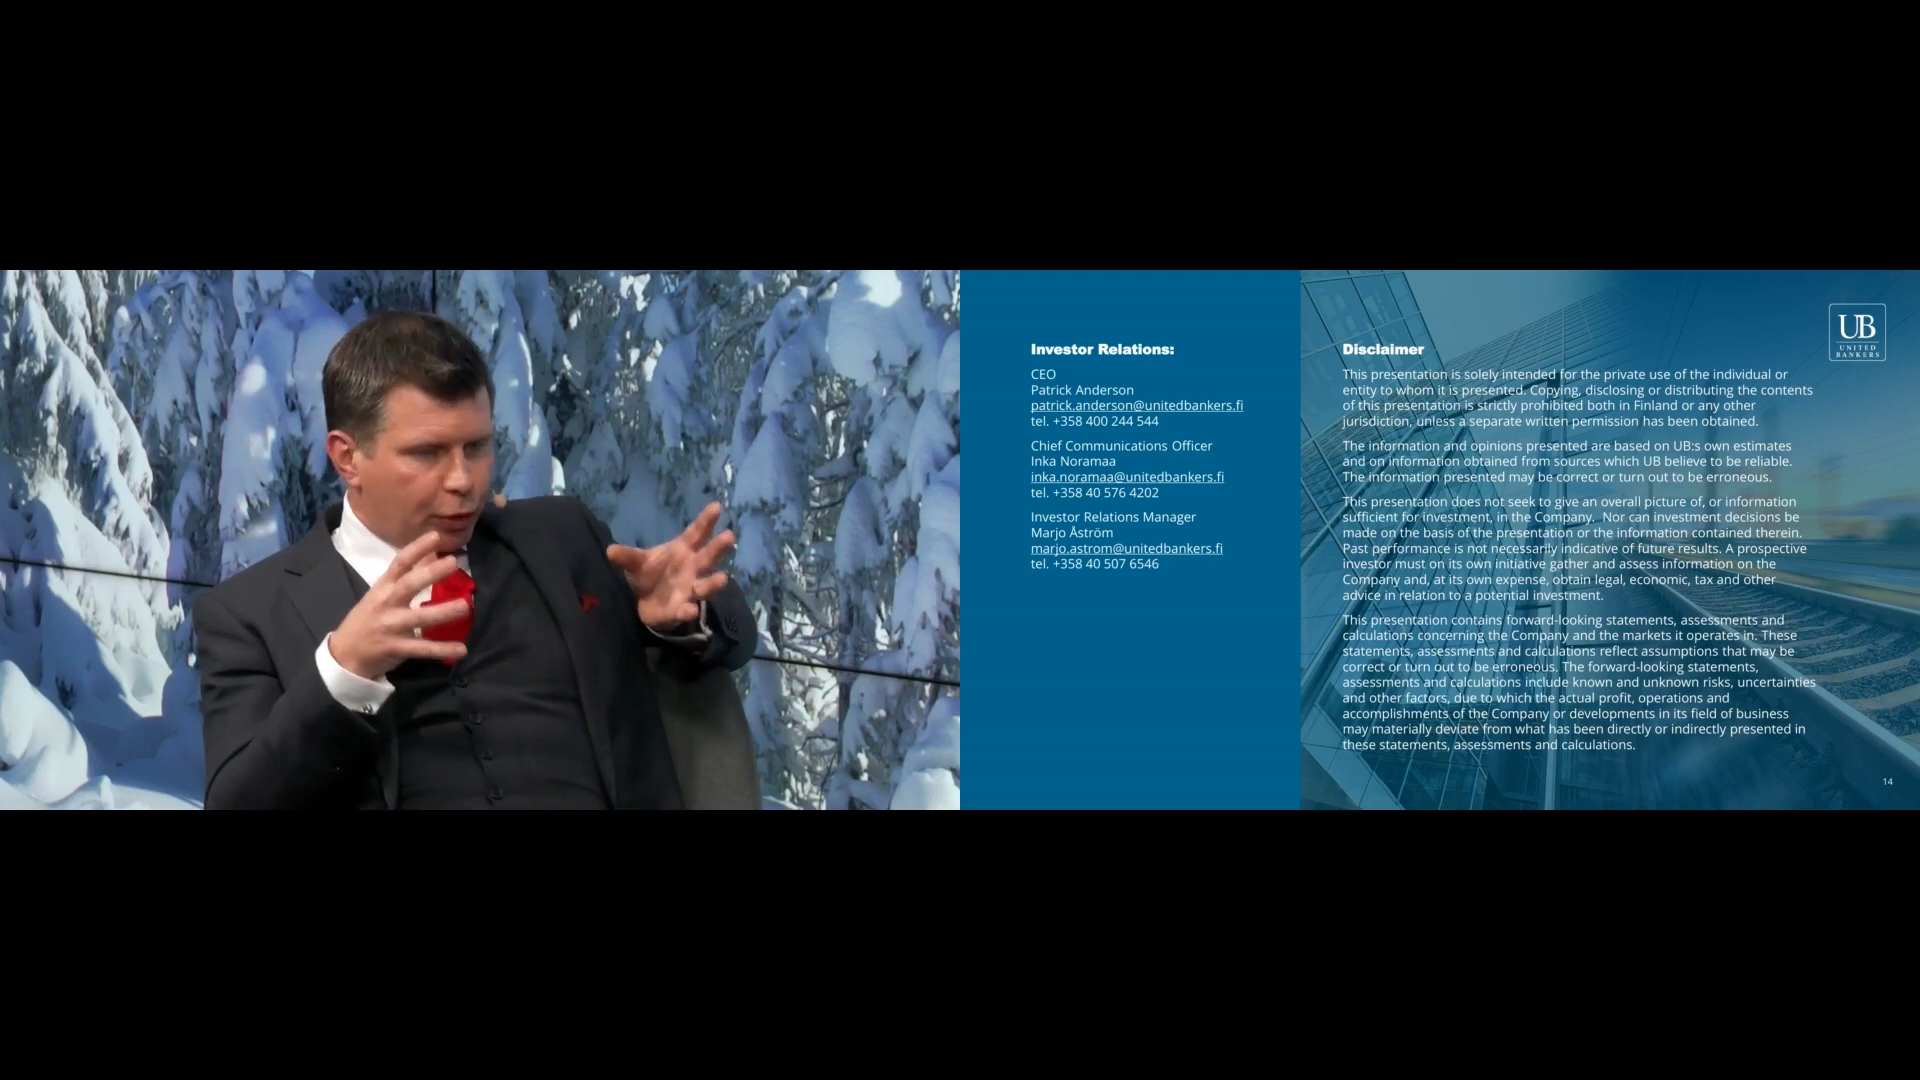 Investor Relations:
CEO
Patrick Anderson
patrick.anderson@unitedbankers.fi
tel. +358 400 244 544
Chief Communications Officer
Inka Noramaa
inka.noramaa@unitedbankers.fi
tel. +358 40 576 4202
Investor Relations Manager
Marjo Åström
marjo.astrom@unitedbankers.fi
tel. +358 40 507 6546
Disclaimer
This presentation is solely intended for the private use of the individual or
entity to whom it is presented. Copying, disclosing or distributing the contents
of this presentation is strictly prohibited both in Finland or any other
jurisdiction, unless a separate written permission has been obtained.
The information and opinions presented are based on UB:s own estimates
and on information obtained from sources which UB believe to be reliable.
The information presented may be correct or turn out to be erroneous.
This presentation does not seek to give an overall picture of, or information
sufficient for investment, in the Company.  Nor can investment decisions be
made on the basis of the presentation or the information contained therein.
Past performance is not necessarily indicative of future results. A prospective
investor must on its own initiative gather and assess information on the
Company and, at its own expense, obtain legal, economic, tax and other
advice in relation to a potential investment.
This presentation contains forward-looking statements, assessments and
calculations concerning the Company and the markets it operates in. These
statements, assessments and calculations reflect assumptions that may be
correct or turn out to be erroneous. The forward-looking statements,
assessments and calculations include known and unknown risks, uncertainties
and other factors, due to which the actual profit, operations and
accomplishments of the Company or developments in its field of business
may materially deviate from what has been directly or indirectly presented in
these statements, assessments and calculations.
UB
UNITED
BANKERS
14